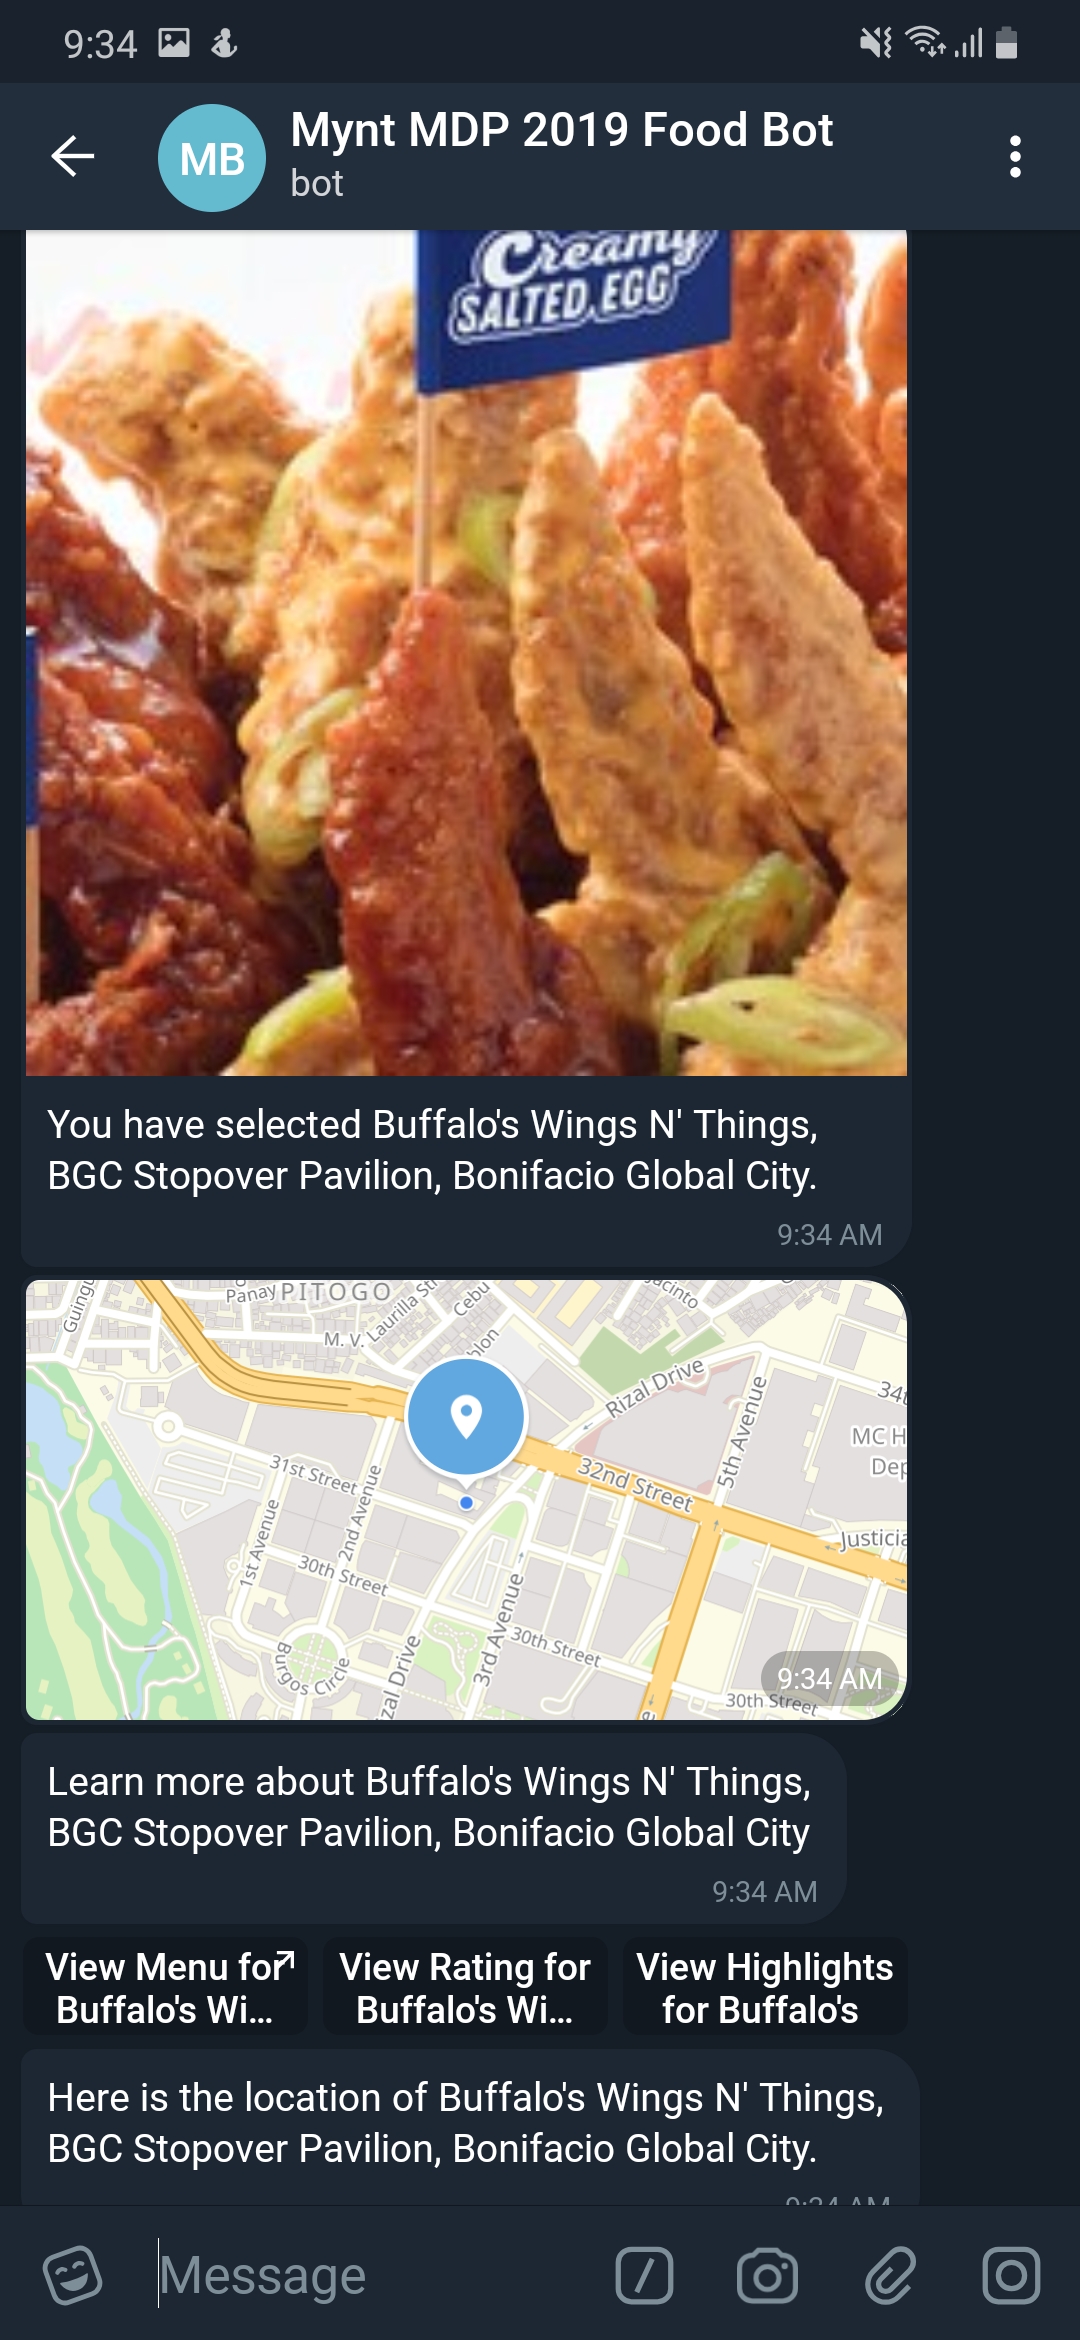 9:34
MB
Mynt MDP 2019 Food Bot
bot
Creamy
SALTED EGG
You have selected Buffalo's Wings N' Things,
BGC Stopover Pavilion, Bonifacio Global City.
9:34 AM
Panay
PITOGO
M. V. Laurilla St
Cebu
Rizal Drive
5th Avenue
MC H
Dep
31st Street
2nd Avenue
32nd Street
1st Avenue
30th Street
Justicia
3rd Avenue
30th Street
Burgos Circle
zal Drive
30th Street
9:34 AM
Learn more about Buffalo's Wings N' Things,
BGC Stopover Pavilion, Bonifacio Global City
9:34 AM
View Menu for
Buffalo's Wi...
View Rating for
Buffalo's Wi...
View Highlights
for Buffalo's
Here is the location of Buffalo's Wings N' Things,
BGC Stopover Pavilion, Bonifacio Global City.
9:34 AM
Message